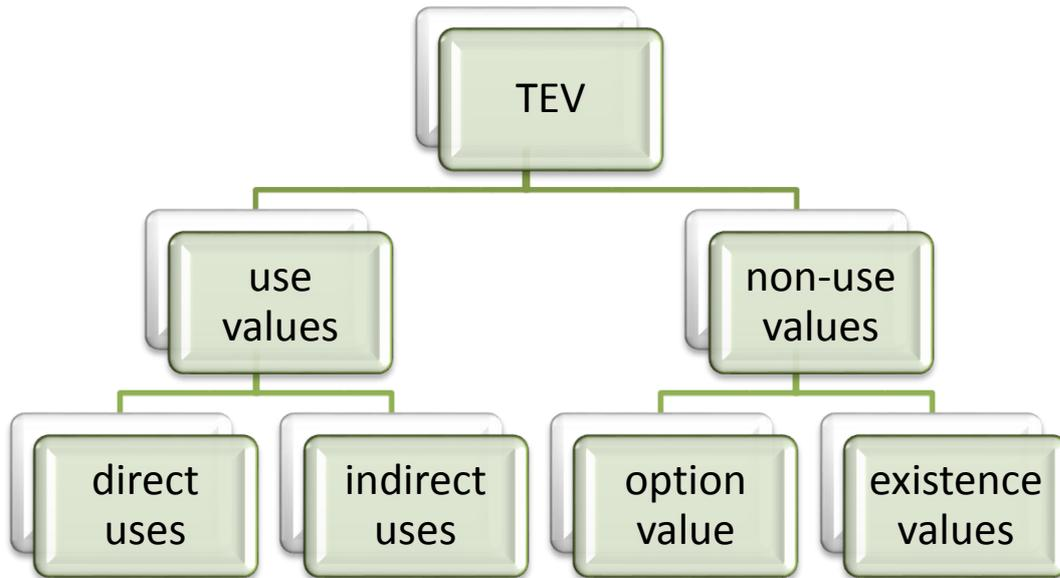 TEV
use
values
non-use
values
direct
uses
indirect
uses
option
value
existence
values